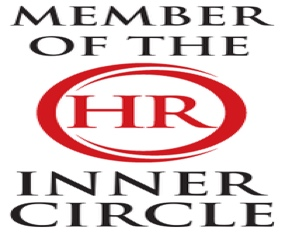 MEMBER
OF THE
HR
INNER
CIRCLE